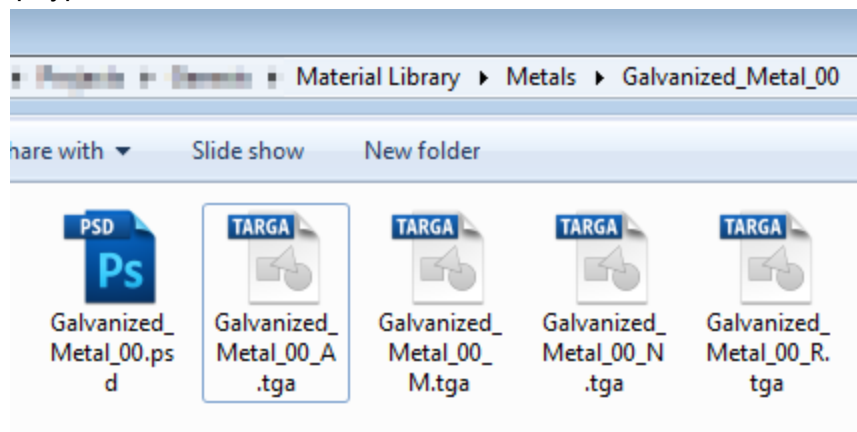 Material Library Metals Galvanized_Metal_00
hare with Slide show New folder
PSD TARGA TARGA TARGA TARGA
Ps
Galvanized_ Galvanized_ Galvanized_ Galvanized_ Galvanized_
Metal_00.ps Metal_00_A Metal_00_ Metal_00_N Metal_00_R.
d .tga M.tga .tga tga